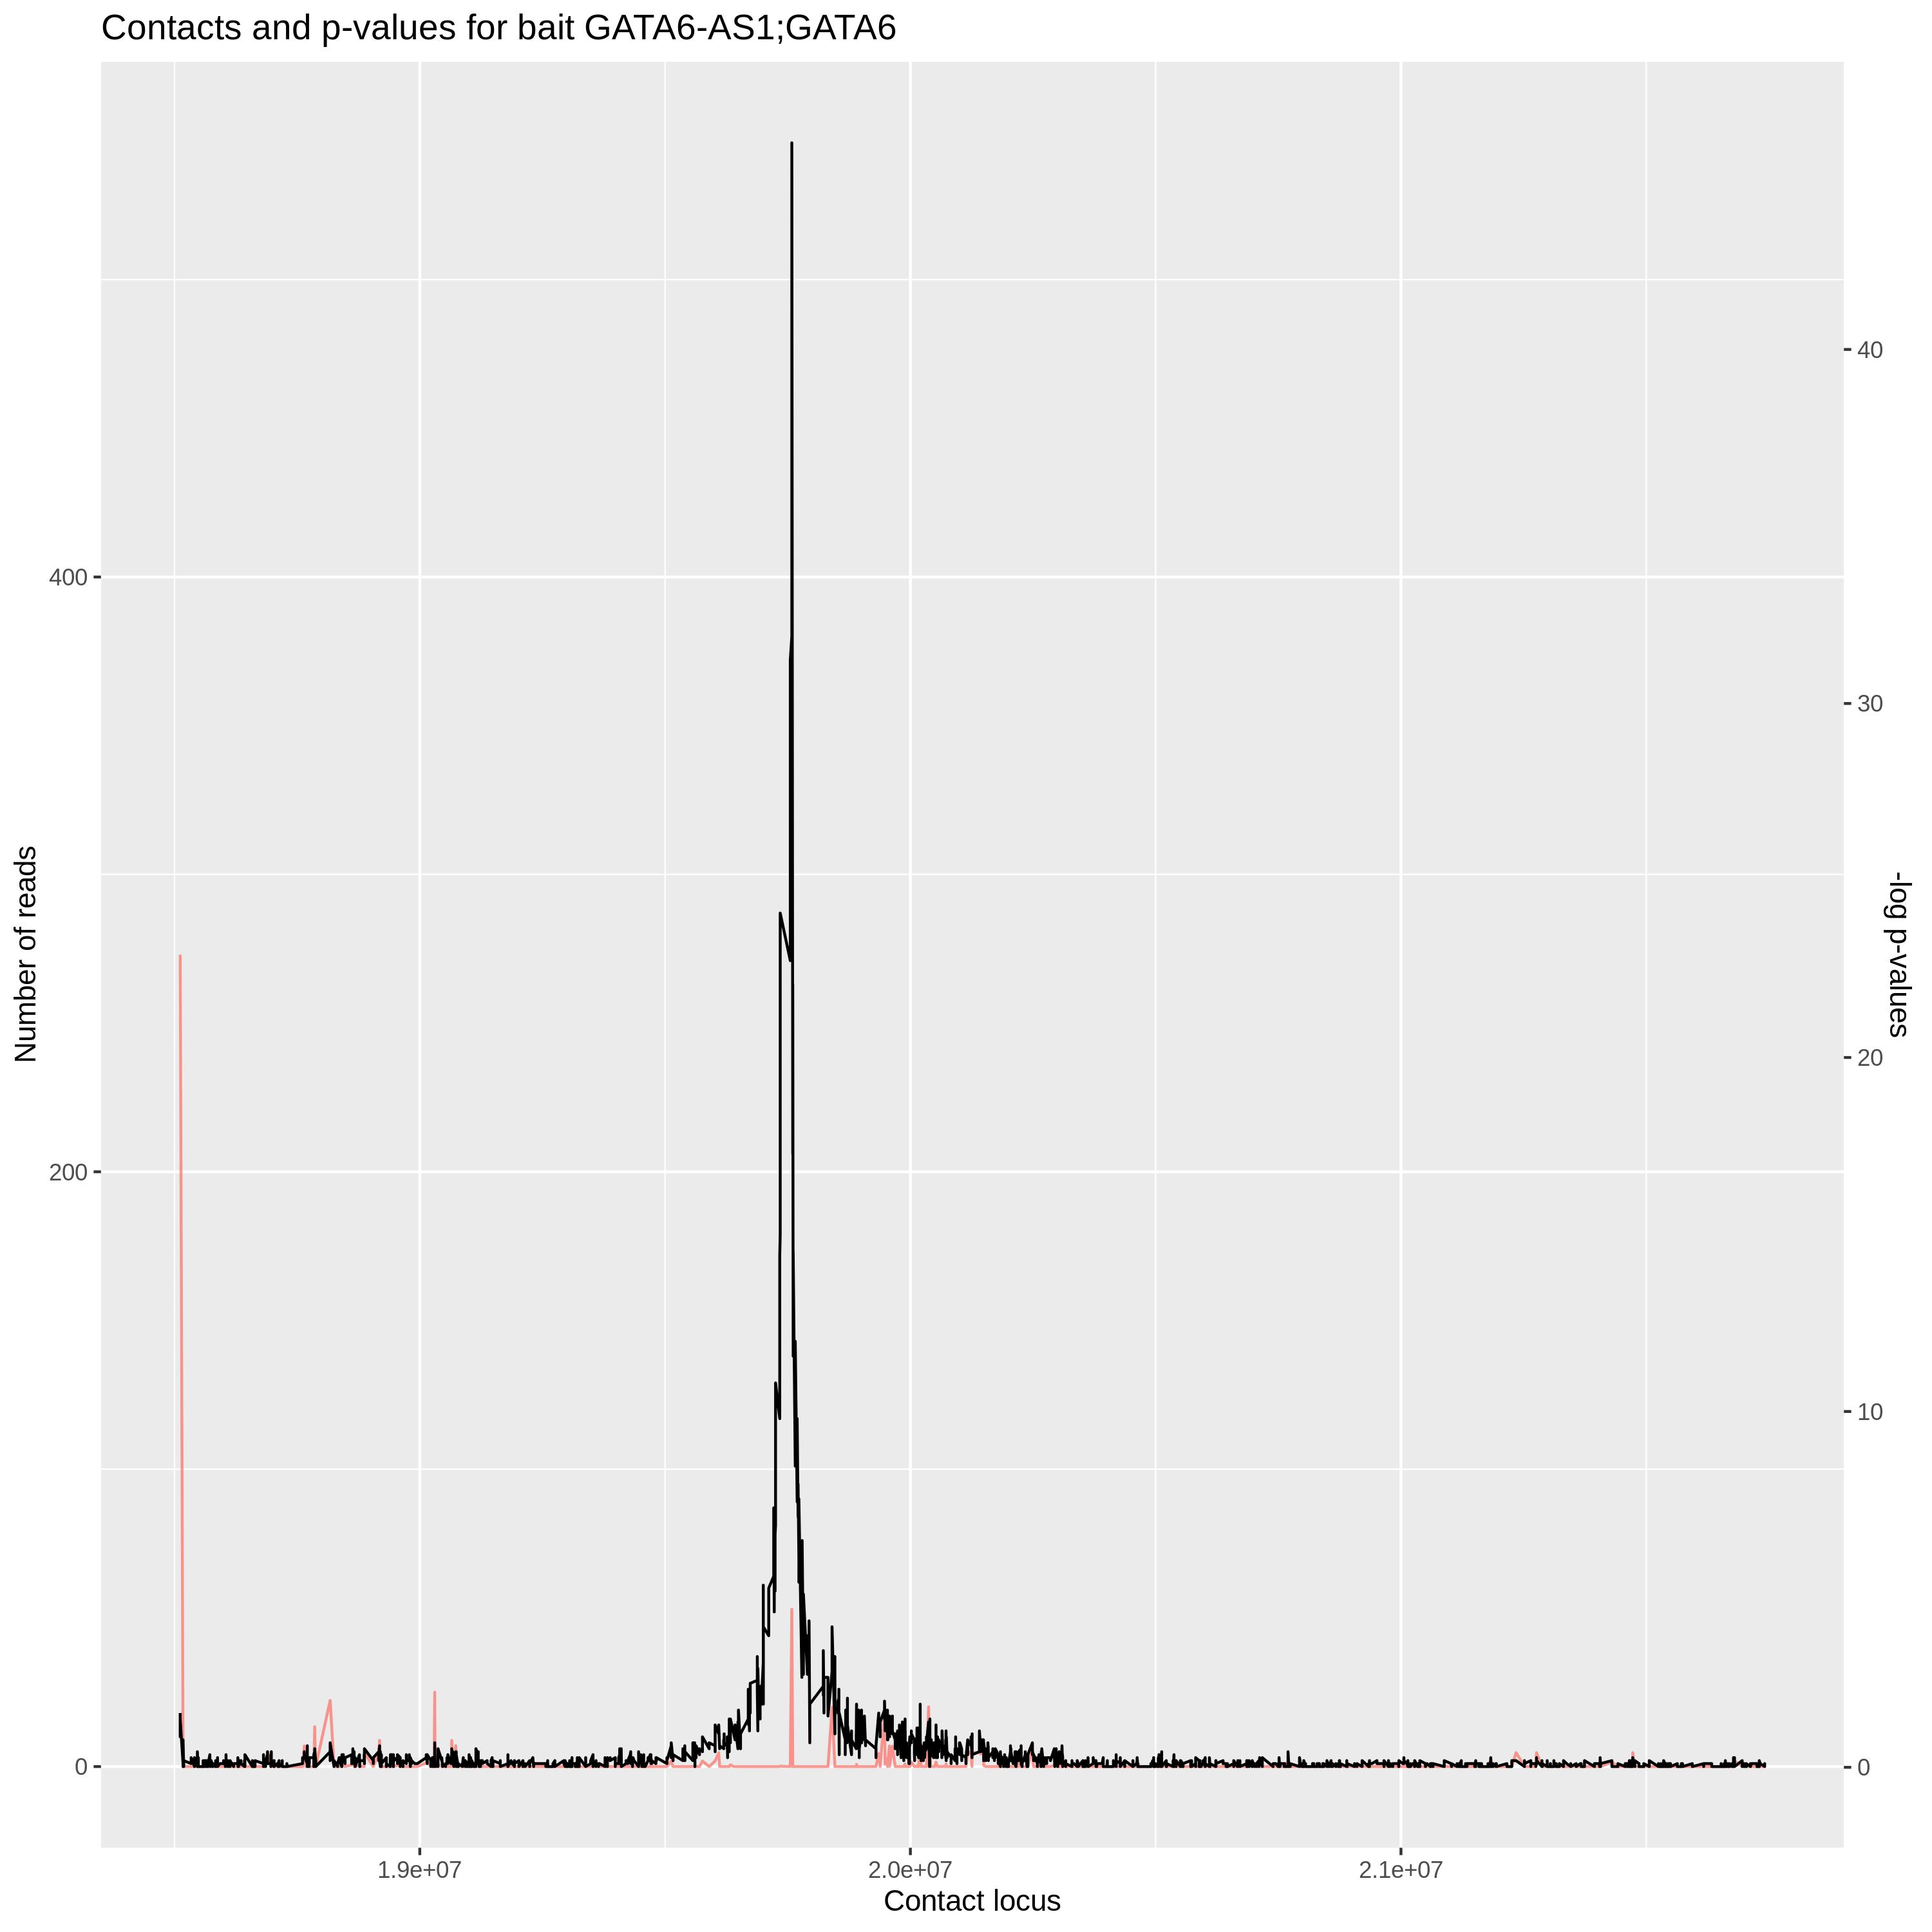 Contacts and p-values for bait GATA6-AS1;GATA6
Number of reads
400
200
0
40
30
20
10
0
-log p-values
1.9e+07
2.0e+07
2.1e+07
Contact locus